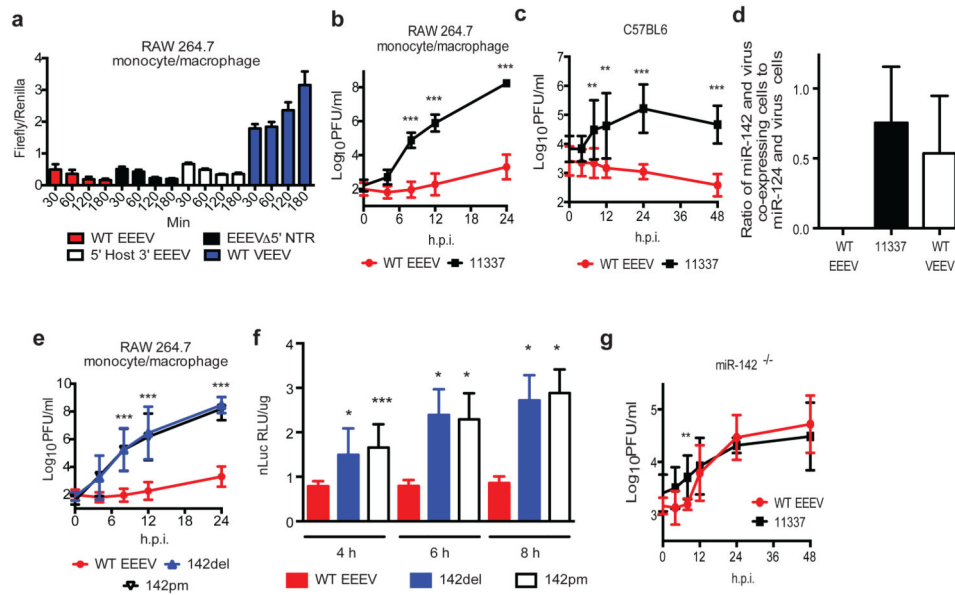 a
RAW 264.7
monocyte/macrophage
Firefly/Renilla
4
3
2
1
0
30 60 120 180 30 60 120 180 30 60 120 180 30 60 120 180
Min
WT EEEV EEEVΔ5' NTR
5' Host 3' EEEV WT VEEV
b
RAW 264.7
monocyte/macrophage
Log10PFU/ml
8
6
4
2
0 6 12 18 24
h.p.i.
*** *** ***
WT EEEV 11337
c
C57BL6
Log10PFU/ml
7
6
5
4
3
2
0 12 24 36 48
h.p.i.
** ** *** ***
WT EEEV 11337
d
Ratio of miR-142 and virus
co-expressing cells to
miR-124 and virus cells
1.0
0.5
0.0
WT EEEV
11337
WT VEEV
e
RAW 264.7
monocyte/macrophage
Log10PFU/ml
10
8
6
4
2
0 6 12 18 24
h.p.i.
*** *** ***
WT EEEV 142del
142pm
f
nLuc RLU/ug
4
3
2
1
0
* *** * * * *
4 h 6 h 8 h
WT EEEV 142del 142pm
g
miR-142 -/-
Log10PFU/ml
5
4
3
0 12 24 36 48
h.p.i.
**
WT EEEV
11337